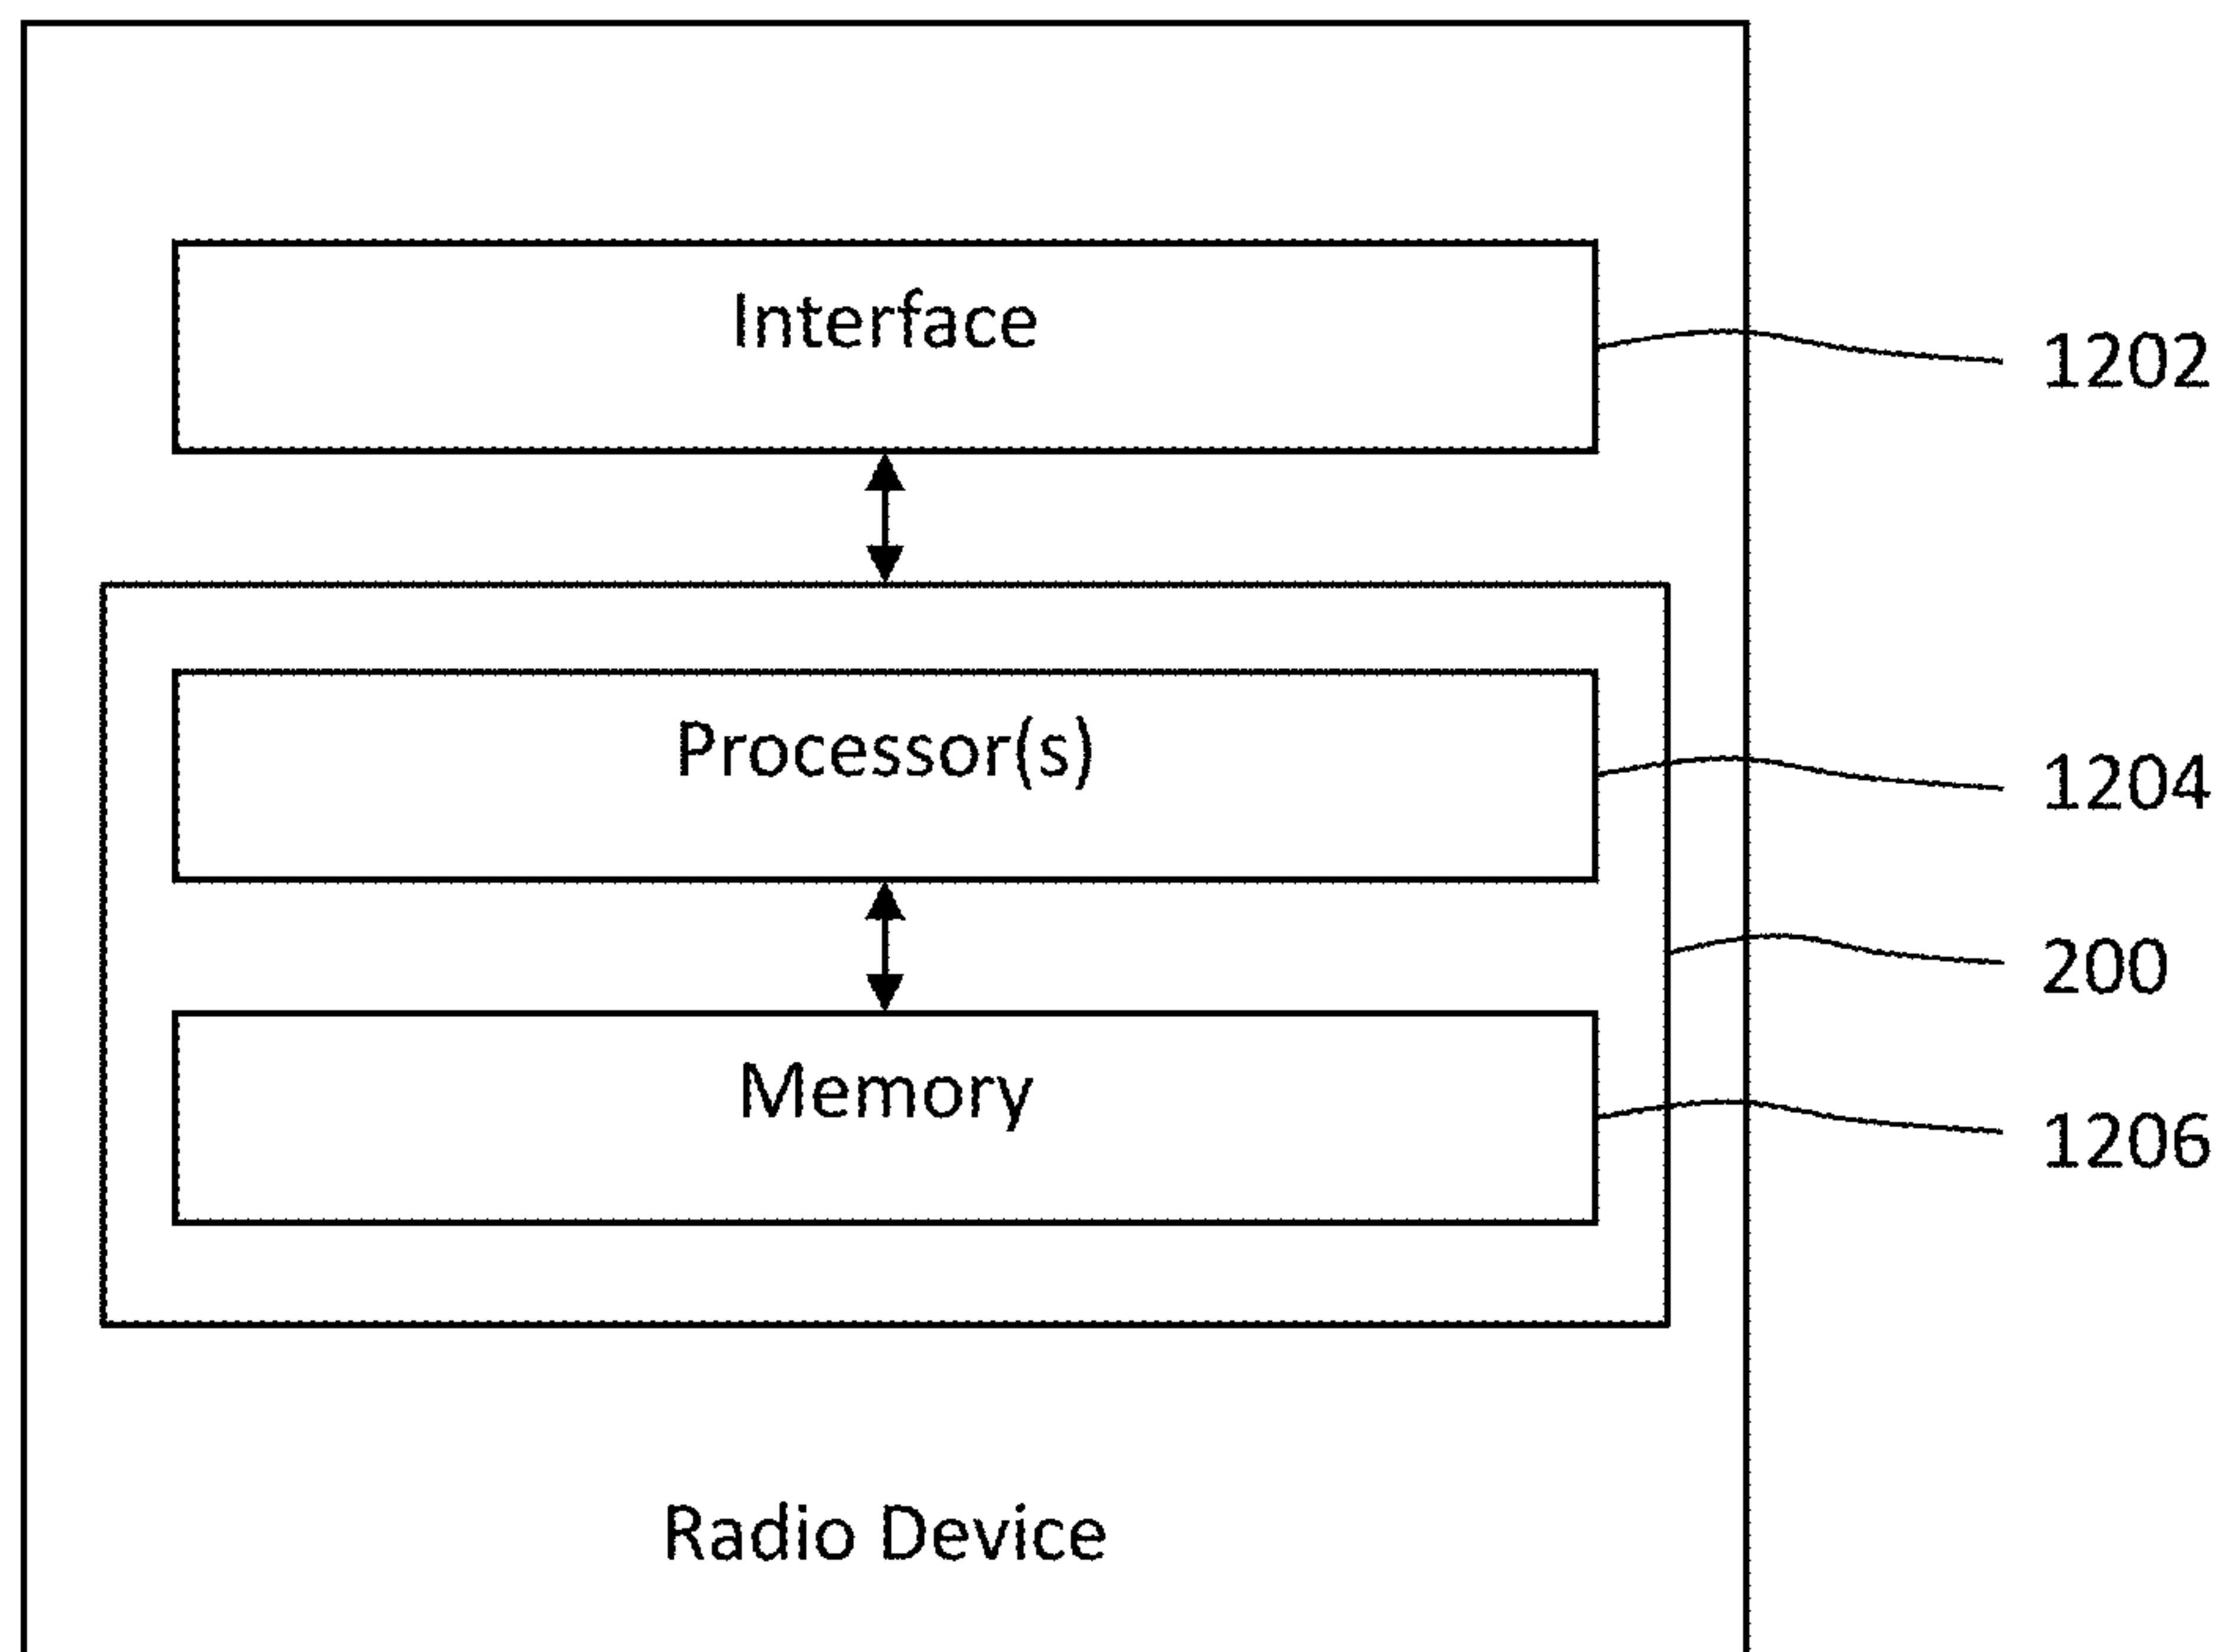 Interface
1202
Processor(s)
1204
200
Memory
1206
Radio Device